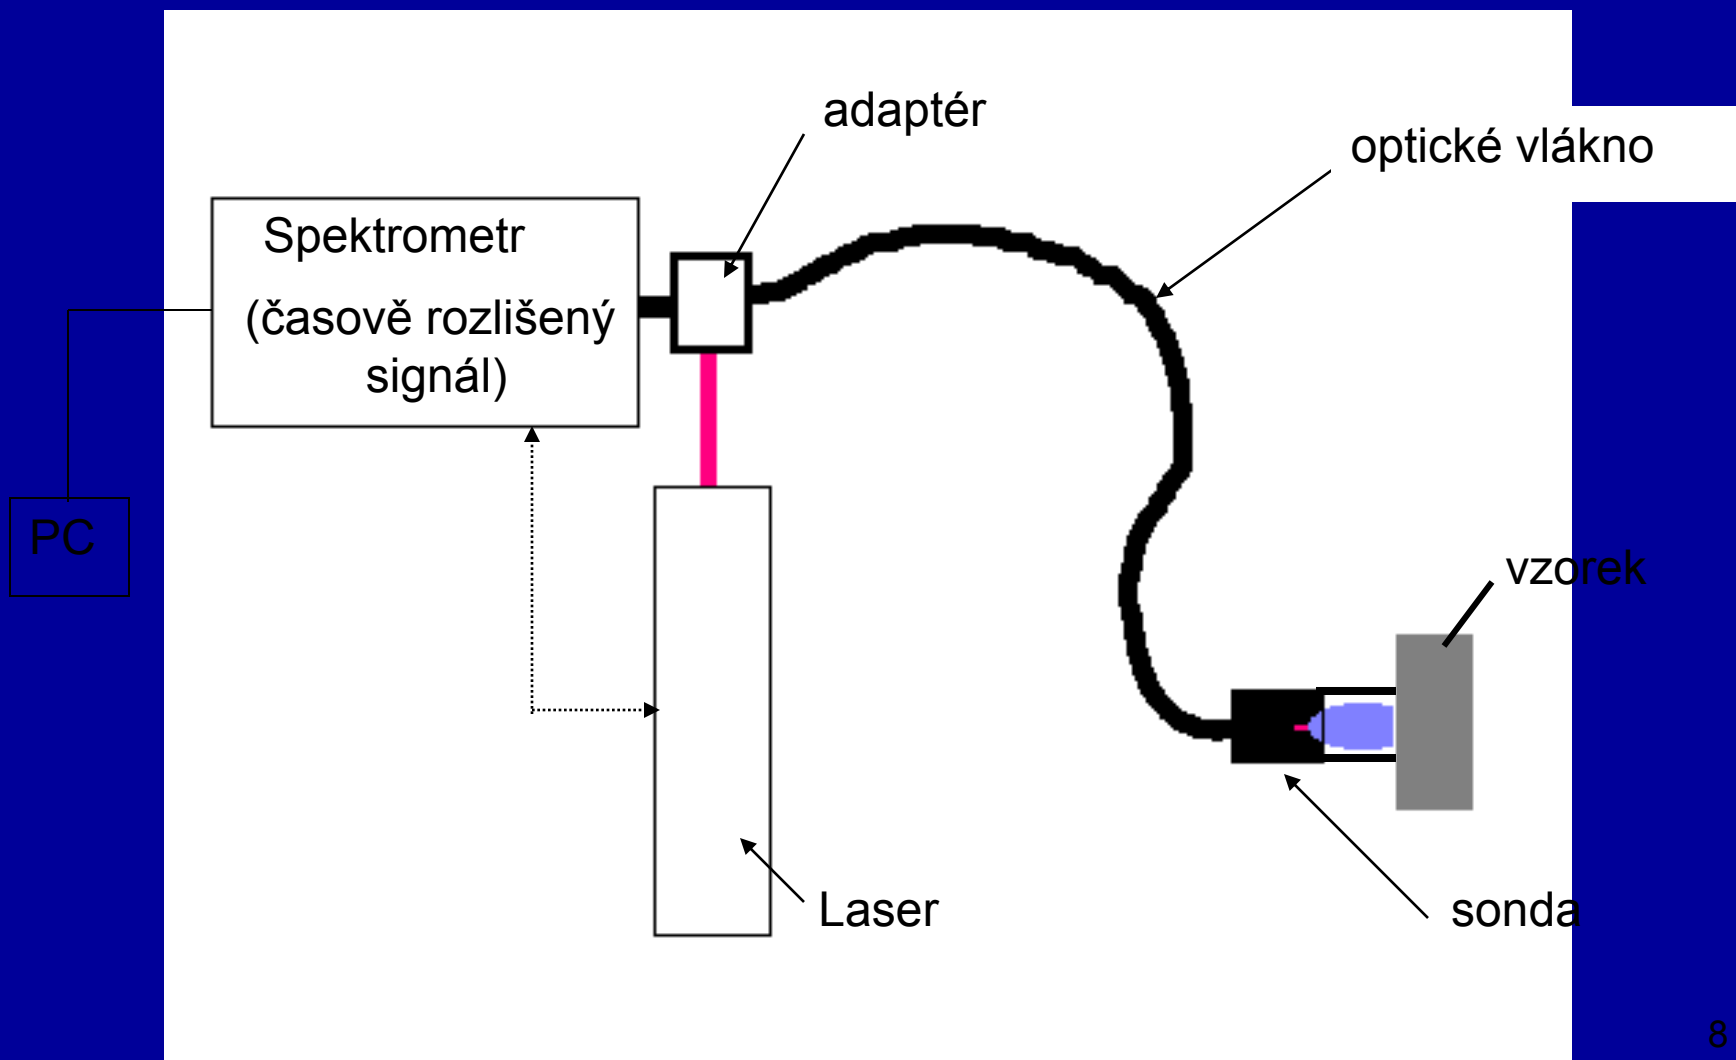 adaptér
optické vlákno
Spektrometr
(časově rozlišený
signál)
PC
vzorek
Laser
sonda
8